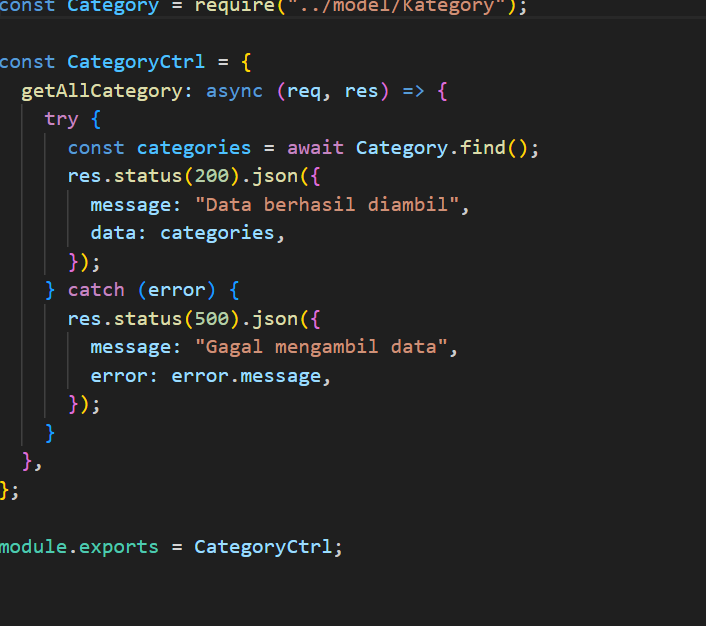 const Category = require("../model/Kategory");
const CategoryCtrl = {
getAllCategory: async (req, res) => {
try {
const categories = await Category.find();
res.status(200).json({
message: "Data berhasil diambil",
data: categories,
});
} catch (error) {
res.status(500).json({
message: "Gagal mengambil data",
error: error.message,
});
}
},
};
module.exports = CategoryCtrl;